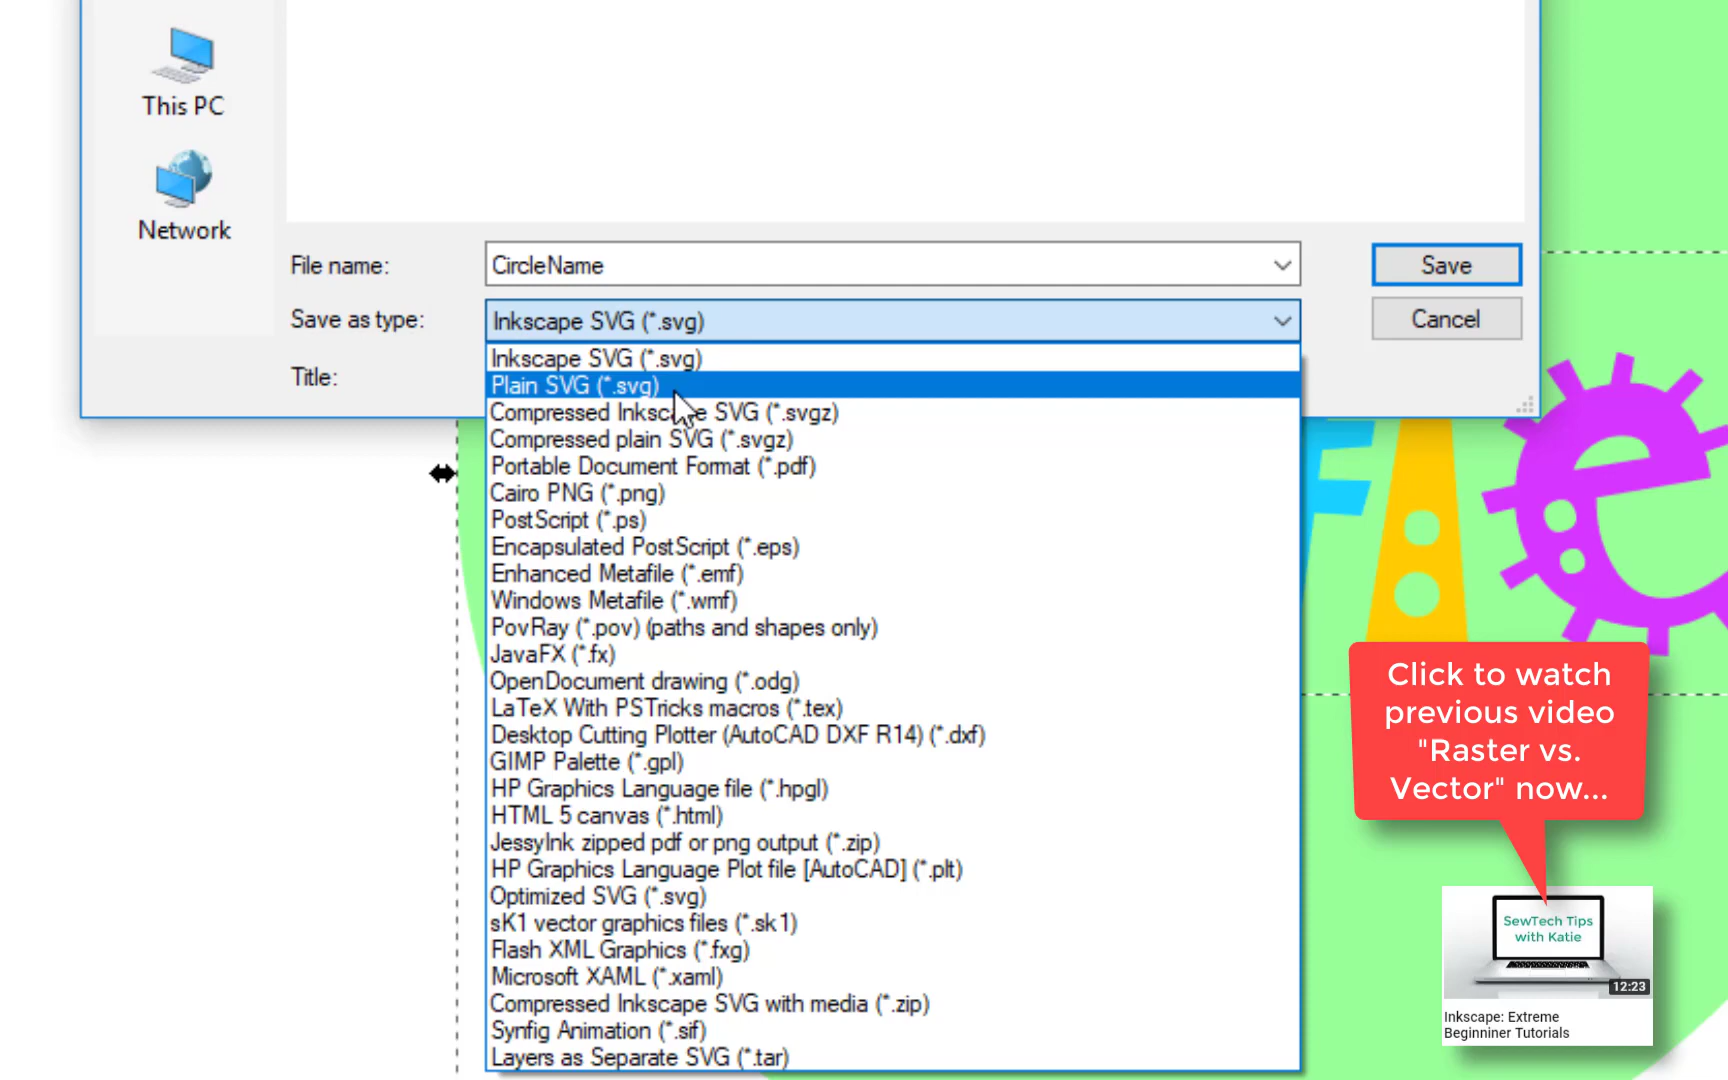 This PC
Network
File name:
CircleName
Save
Save as type:
Inkscape SVG (*.svg)
Cancel
Title:
Inkscape SVG (*.svg)
Plain SVG (*.svg)
Compressed Inkscape SVG (*.svgz)
Compressed plain SVG (*.svgz)
Portable Document Format (*.pdf)
Cairo PNG (*.png)
PostScript (*.ps)
Encapsulated PostScript (*.eps)
Enhanced Metafile (*.emf)
Windows Metafile (*.wmf)
PovRay (*.pov) (paths and shapes only)
JavaFX (*.fx)
OpenDocument drawing (*.odg)
LaTeX With PSTricks macros (*.tex)
Desktop Cutting Plotter (AutoCAD DXF R14) (*.dxf)
GIMP Palette (*.gpl)
HP Graphics Language file (*.hpgl)
HTML 5 canvas (*.html)
JessyInk zipped pdf or png output (*.zip)
HP Graphics Language Plot file [AutoCAD] (*.plt)
Optimized SVG (*.svg)
sK1 vector graphics files (*.sk1)
Flash XML Graphics (*.fxg)
Microsoft XAML (*.xaml)
Compressed Inkscape SVG with media (*.zip)
Synfig Animation (*.sif)
Layers as Separate SVG (*.tar)
e
Click to watch
previous video
"Raster vs.
Vector" now...
SewTech Tips
with Katie
12:23
Inkscape: Extreme
Beginniner Tutorials